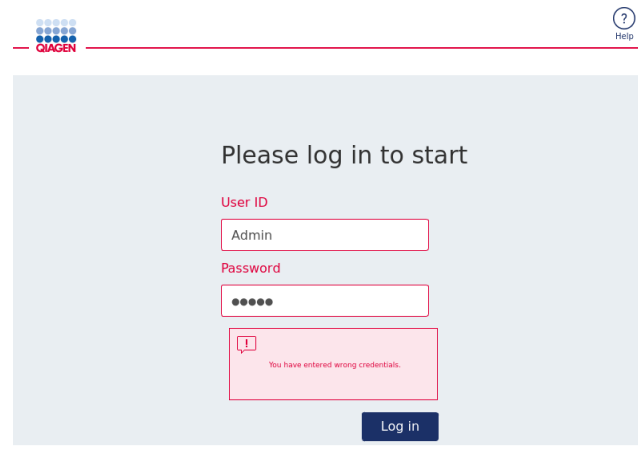 QIAGEN
?
Help
Please log in to start
User ID
Admin
Password
●●●●●
!
You have entered wrong credentials.
Log in